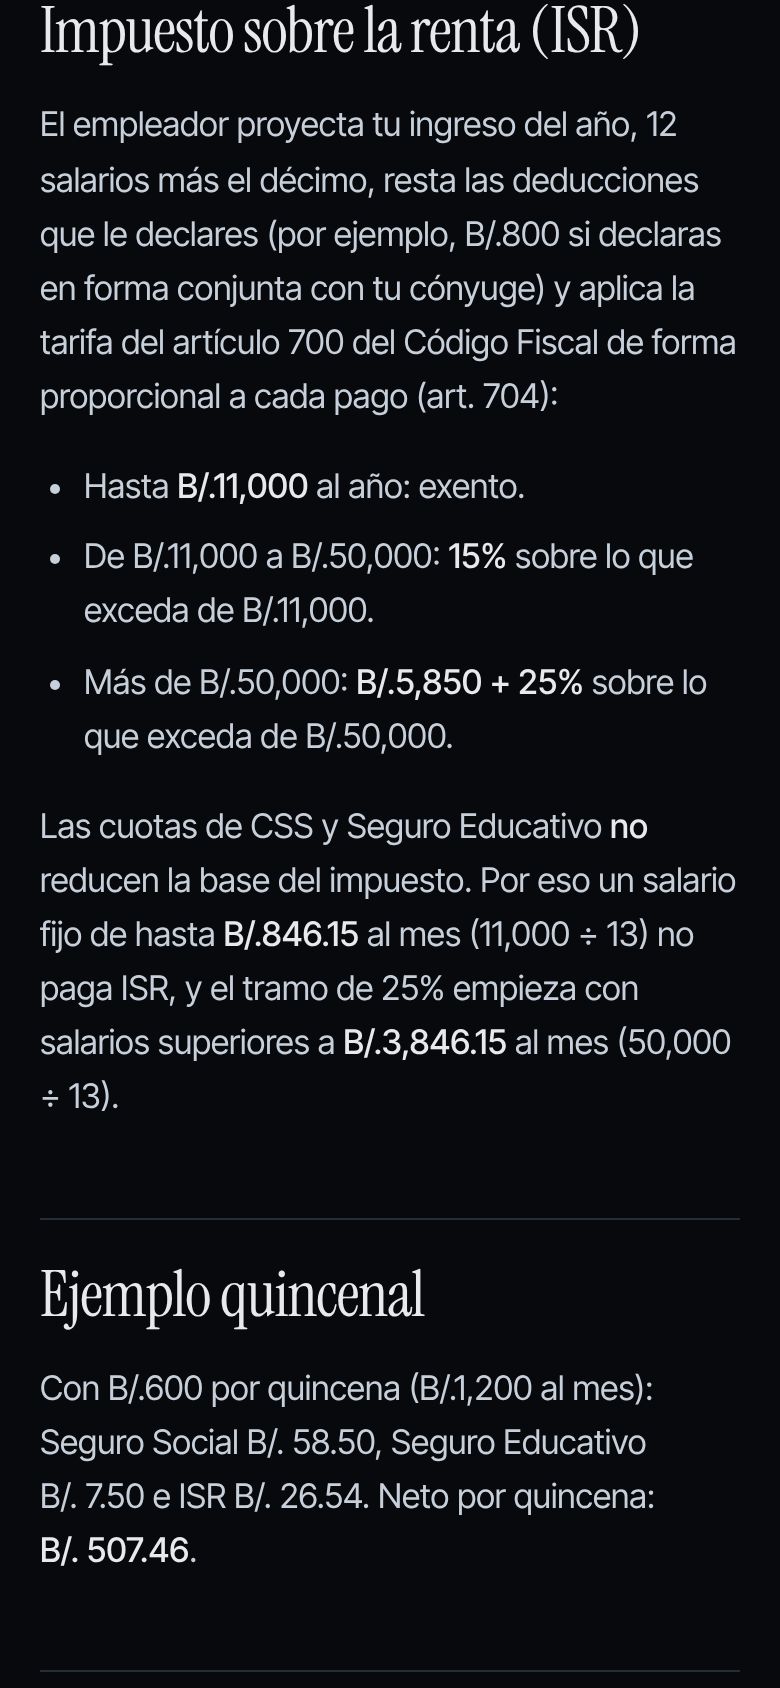 Impuesto sobre la renta (ISR)
El empleador proyecta tu ingreso del año, 12
salarios más el décimo, resta las deducciones
que le declares (por ejemplo, B/.800 si declaras
en forma conjunta con tu cónyuge) y aplica la
tarifa del artículo 700 del Código Fiscal de forma
proporcional a cada pago (art. 704):
• Hasta B/.11,000 al año: exento.
• De B/.11,000 a B/.50,000: 15% sobre lo que
exceda de B/.11,000.
• Más de B/.50,000: B/.5,850 + 25% sobre lo
que exceda de B/.50,000.
Las cuotas de CSS y Seguro Educativo no
reducen la base del impuesto. Por eso un salario
fijo de hasta B/.846.15 al mes (11,000 ÷ 13) no
paga ISR, y el tramo de 25% empieza con
salarios superiores a B/.3,846.15 al mes (50,000
÷ 13).
Ejemplo quincenal
Con B/.600 por quincena (B/.1,200 al mes):
Seguro Social B/. 58.50, Seguro Educativo
B/. 7.50 e ISR B/. 26.54. Neto por quincena:
B/. 507.46.